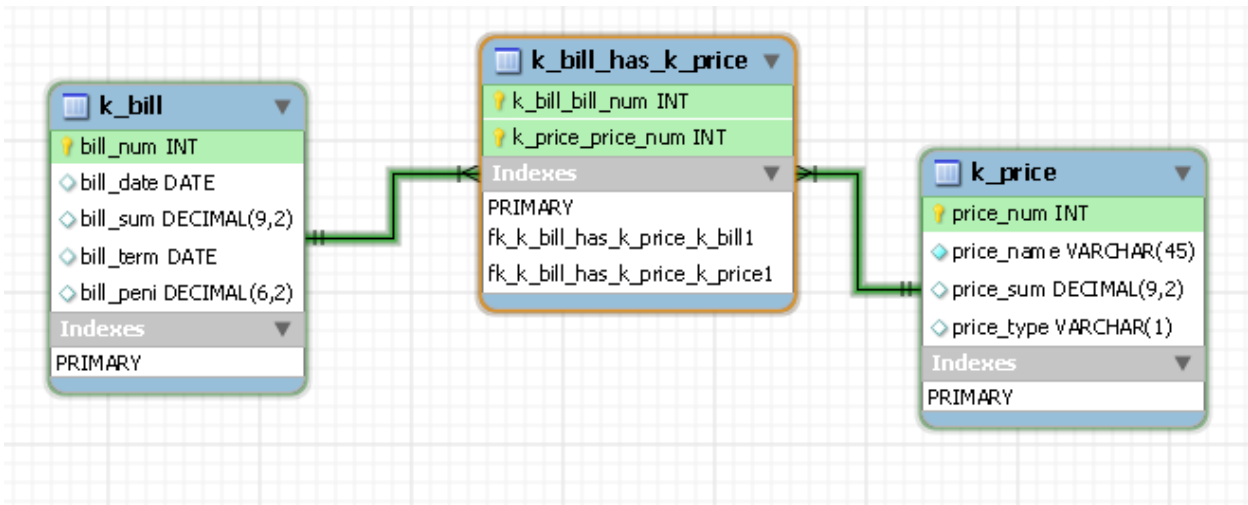 k_bill
bill_num INT
bill_date DATE
bill_sum DECIMAL(9,2)
bill_term DATE
bill_peni DECIMAL(6,2)
Indexes
PRIMARY
k_bill_has_k_price
k_bill_bill_num INT
k_price_price_num INT
Indexes
PRIMARY
fk_k_bill_has_k_price_k_bill1
fk_k_bill_has_k_price_k_price1
k_price
price_num INT
price_name VARCHAR(45)
price_sum DECIMAL(9,2)
price_type VARCHAR(1)
Indexes
PRIMARY